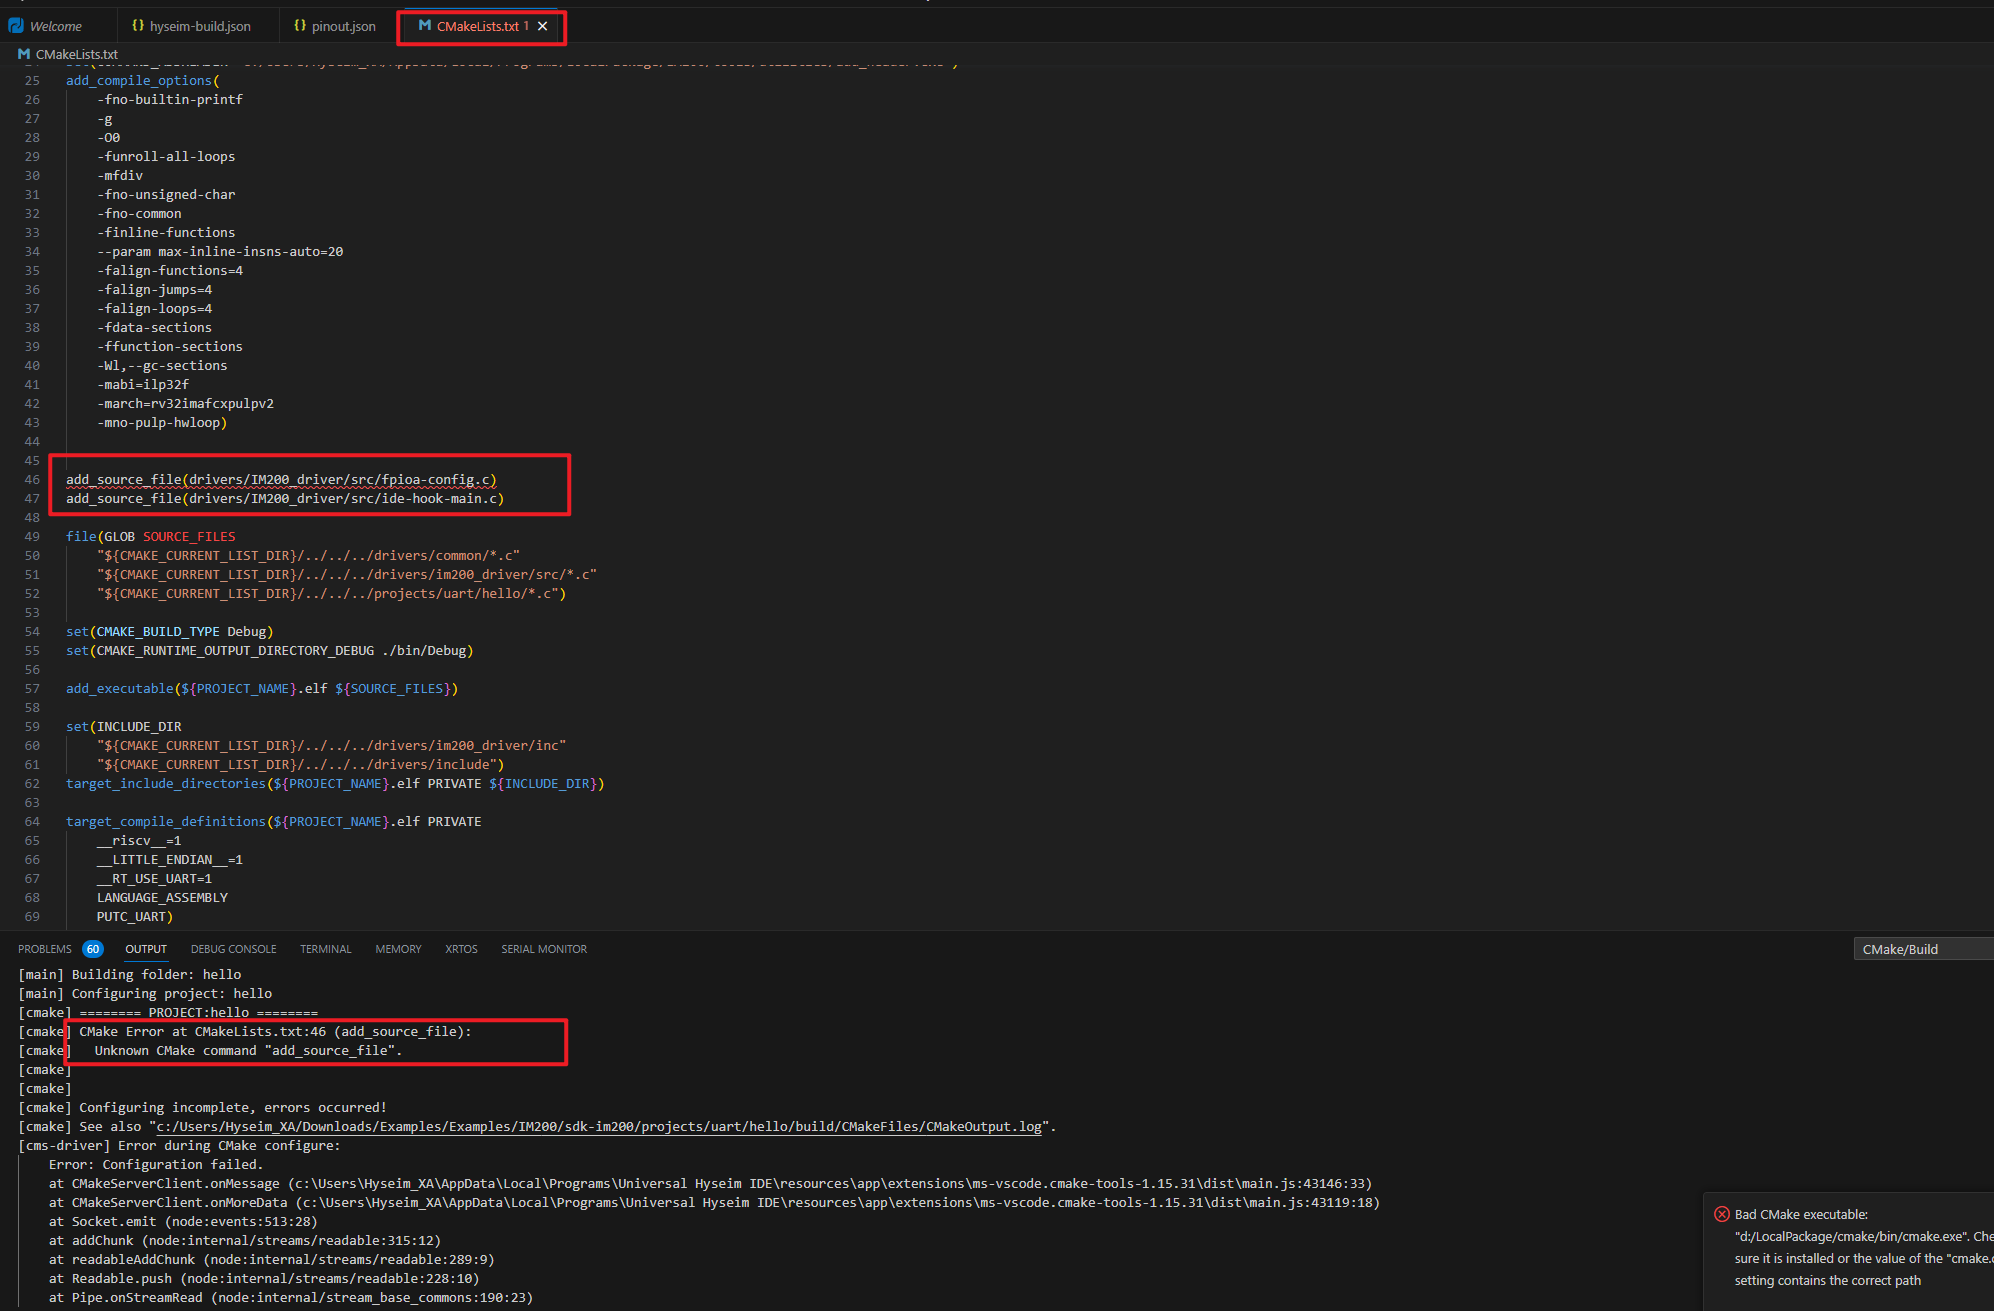 Welcome
{} hyseim-build.json
{} pinout.json
M CMakeLists.txt 1 ×
M CMakeLists.txt
25 add_compile_options(
26 -fno-builtin-printf
27 -g
28 -O0
29 -funroll-all-loops
30 -mfdiv
31 -fno-unsigned-char
32 -fno-common
33 -finline-functions
34 --param max-inline-insns-auto=20
35 -falign-functions=4
36 -falign-jumps=4
37 -falign-loops=4
38 -fdata-sections
39 -ffunction-sections
40 -Wl,--gc-sections
41 -mabi=ilp32f
42 -march=rv32imafcxpulpv2
43 -mno-pulp-hwloop)
44
45
46 add_source_file(drivers/IM200_driver/src/fpioa-config.c)
47 add_source_file(drivers/IM200_driver/src/ide-hook-main.c)
48
49 file(GLOB SOURCE_FILES
50 "${CMAKE_CURRENT_LIST_DIR}/../../../drivers/common/*.c"
51 "${CMAKE_CURRENT_LIST_DIR}/../../../drivers/im200_driver/src/*.c"
52 "${CMAKE_CURRENT_LIST_DIR}/../../../projects/uart/hello/*.c")
53
54 set(CMAKE_BUILD_TYPE Debug)
55 set(CMAKE_RUNTIME_OUTPUT_DIRECTORY_DEBUG ./bin/Debug)
56
57 add_executable(${PROJECT_NAME}.elf ${SOURCE_FILES})
58
59 set(INCLUDE_DIR
60 "${CMAKE_CURRENT_LIST_DIR}/../../../drivers/im200_driver/inc"
61 "${CMAKE_CURRENT_LIST_DIR}/../../../drivers/include")
62 target_include_directories(${PROJECT_NAME}.elf PRIVATE ${INCLUDE_DIR})
63
64 target_compile_definitions(${PROJECT_NAME}.elf PRIVATE
65 __riscv__=1
66 __LITTLE_ENDIAN__=1
67 __RT_USE_UART=1
68 LANGUAGE_ASSEMBLY
69 PUTC_UART)
PROBLEMS 60 OUTPUT DEBUG CONSOLE TERMINAL MEMORY XRTOS SERIAL MONITOR CMake/Build
[main] Building folder: hello
[main] Configuring project: hello
[cmake] ======== PROJECT:hello ========
[cmake] CMake Error at CMakeLists.txt:46 (add_source_file):
[cmake] Unknown CMake command "add_source_file".
[cmake]
[cmake]
[cmake] Configuring incomplete, errors occurred!
[cmake] See also "c:/Users/Hyseim_XA/Downloads/Examples/Examples/IM200/sdk-im200/projects/uart/hello/build/CMakeFiles/CMakeOutput.log".
[cms-driver] Error during CMake configure:
Error: Configuration failed.
at CMakeServerClient.onMessage (c:\Users\Hyseim_XA\AppData\Local\Programs\Universal Hyseim IDE\resources\app\extensions\ms-vscode.cmake-tools-1.15.31\dist\main.js:43146:33)
at CMakeServerClient.onMoreData (c:\Users\Hyseim_XA\AppData\Local\Programs\Universal Hyseim IDE\resources\app\extensions\ms-vscode.cmake-tools-1.15.31\dist\main.js:43119:18)
at Socket.emit (node:events:513:28)
at addChunk (node:internal/streams/readable:315:12)
at readableAddChunk (node:internal/streams/readable:289:9)
at Readable.push (node:internal/streams/readable:228:10)
at Pipe.onStreamRead (node:internal/stream_base_commons:190:23)
Bad CMake executable:
"d:/LocalPackage/cmake/bin/cmake.exe". Che
sure it is installed or the value of the "cmake.c
setting contains the correct path